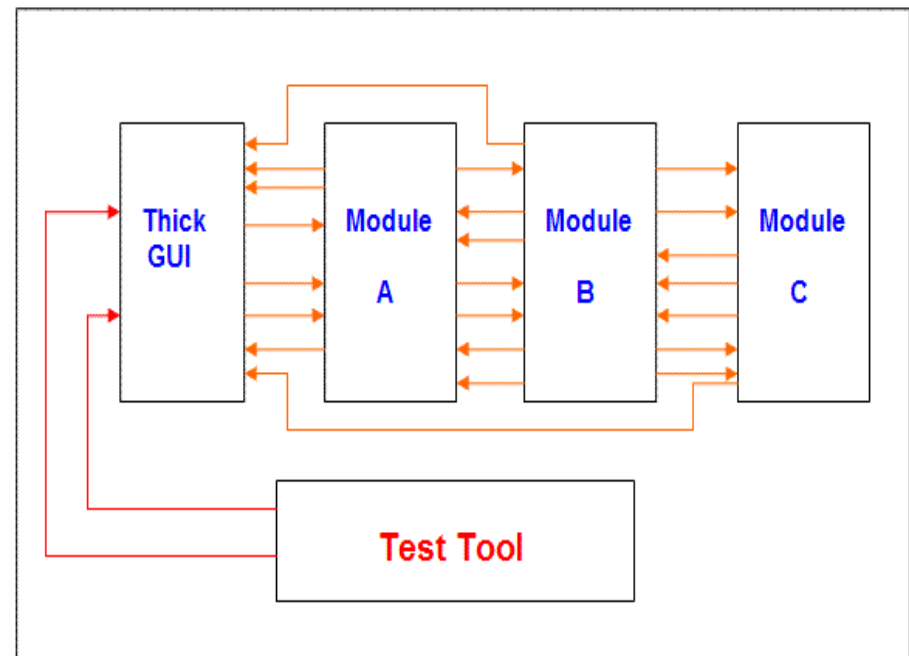 Thick
GUI
Module
A
Module
B
Module
C
Test Tool